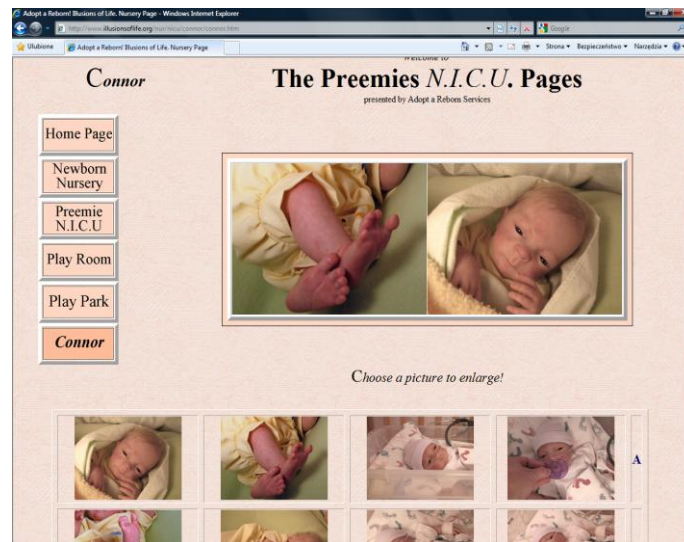 Adopt a Reborn! Illusions of Life. Nursery Page - Windows Internet Explorer
http://www.illusionsoflife.org/nur/nicu/connor/connor.htm
Google
Ulubione
Adopt a Reborn! Illusions of Life. Nursery Page
Strona
Bezpieczeństwo
Narzędzia
Connor
Welcome to
The Preemies N.I.C.U. Pages
presented by Adopt a Reborn Services
Home Page
Newborn
Nursery
Preemie
N.I.C.U
Play Room
Play Park
Connor
Choose a picture to enlarge!
A